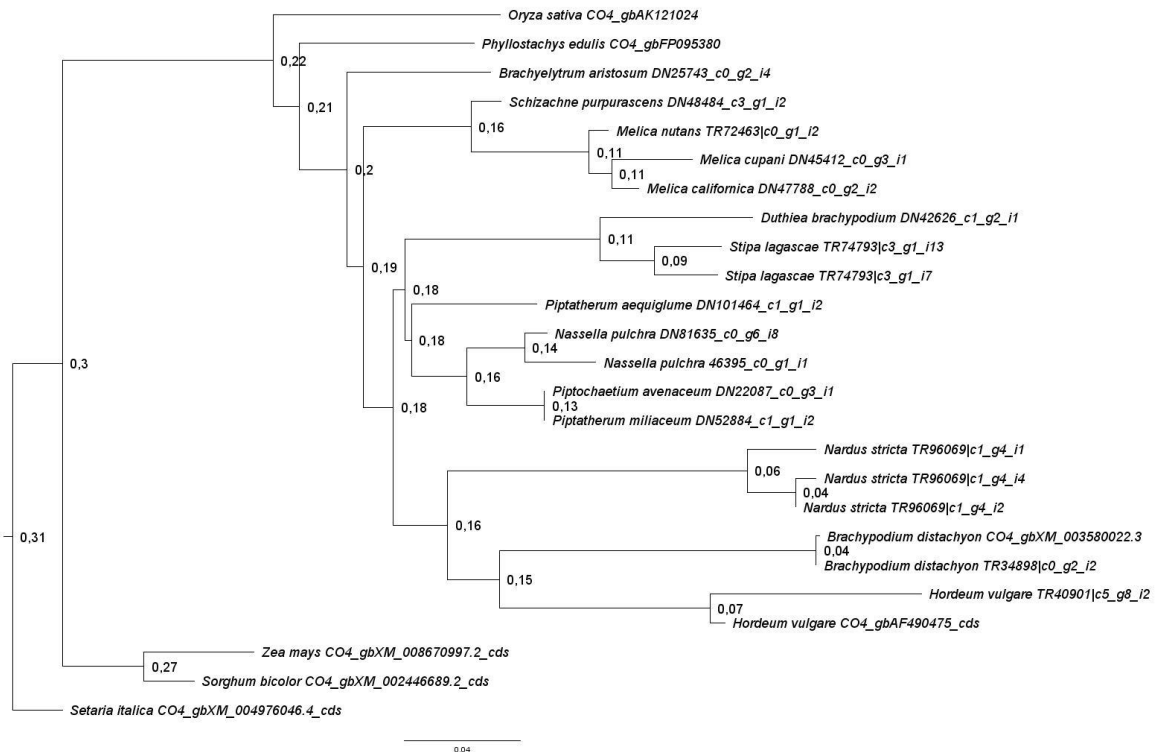 Oryza sativa CO4_gbAK121024
0,22
Phyllostachys edulis CO4_gbFP095380
0,21
Brachyelytrum aristosum DN25743_c0_g2_i4
0,2
Schizachne purpurascens DN48484_c3_g1_i2
0,16
Melica nutans TR72463|c0_g1_i2
0,11
Melica cupani DN45412_c0_g3_i1
0,11
Melica californica DN47788_c0_g2_i2
0,19
Duthiea brachypodium DN42626_c1_g2_i1
0,11
Stipa lagascae TR74793|c3_g1_i13
0,09
Stipa lagascae TR74793|c3_g1_i7
0,18
Piptatherum aequiglume DN101464_c1_g1_i2
0,18
Nassella pulchra DN81635_c0_g6_i8
0,14
Nassella pulchra 46395_c0_g1_i1
0,3
0,16
Piptochaetium avenaceum DN22087_c0_g3_i1
0,18
0,13
Piptatherum miliaceum DN52884_c1_g1_i2
Nardus stricta TR96069|c1_g4_i1
0,06
Nardus stricta TR96069|c1_g4_i4
0,04
Nardus stricta TR96069|c1_g4_i2
0,16
0,31
Brachypodium distachyon CO4_gbXM_003580022.3
0,04
Brachypodium distachyon TR34898|c0_g2_i2
0,15
Hordeum vulgare TR40901|c5_g8_i2
0,07
Hordeum vulgare CO4_gbAF490475_cds
Zea mays CO4_gbXM_008670997.2_cds
0,27
Sorghum bicolor CO4_gbXM_002446689.2_cds
Setaria italica CO4_gbXM_004976046.4_cds
0.04